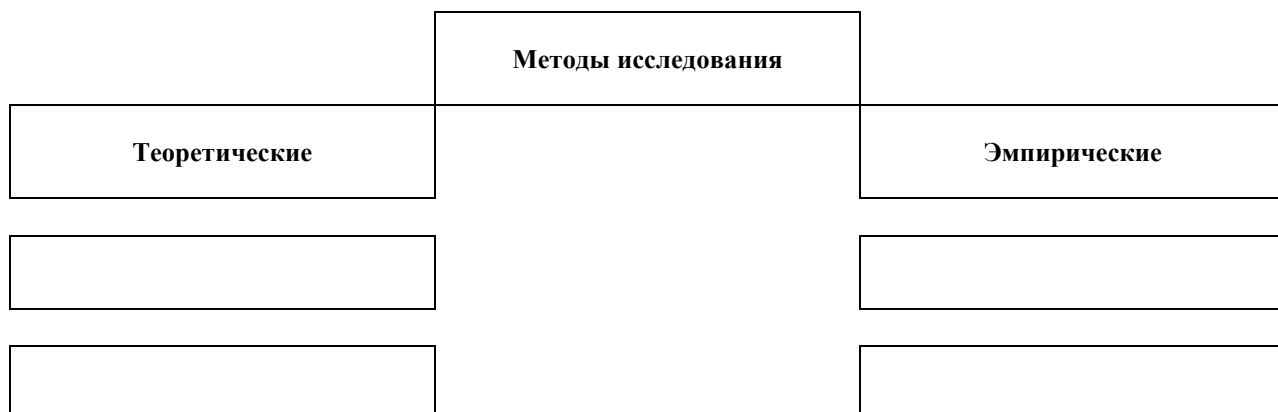 Методы исследования
Теоретические
Эмпирические